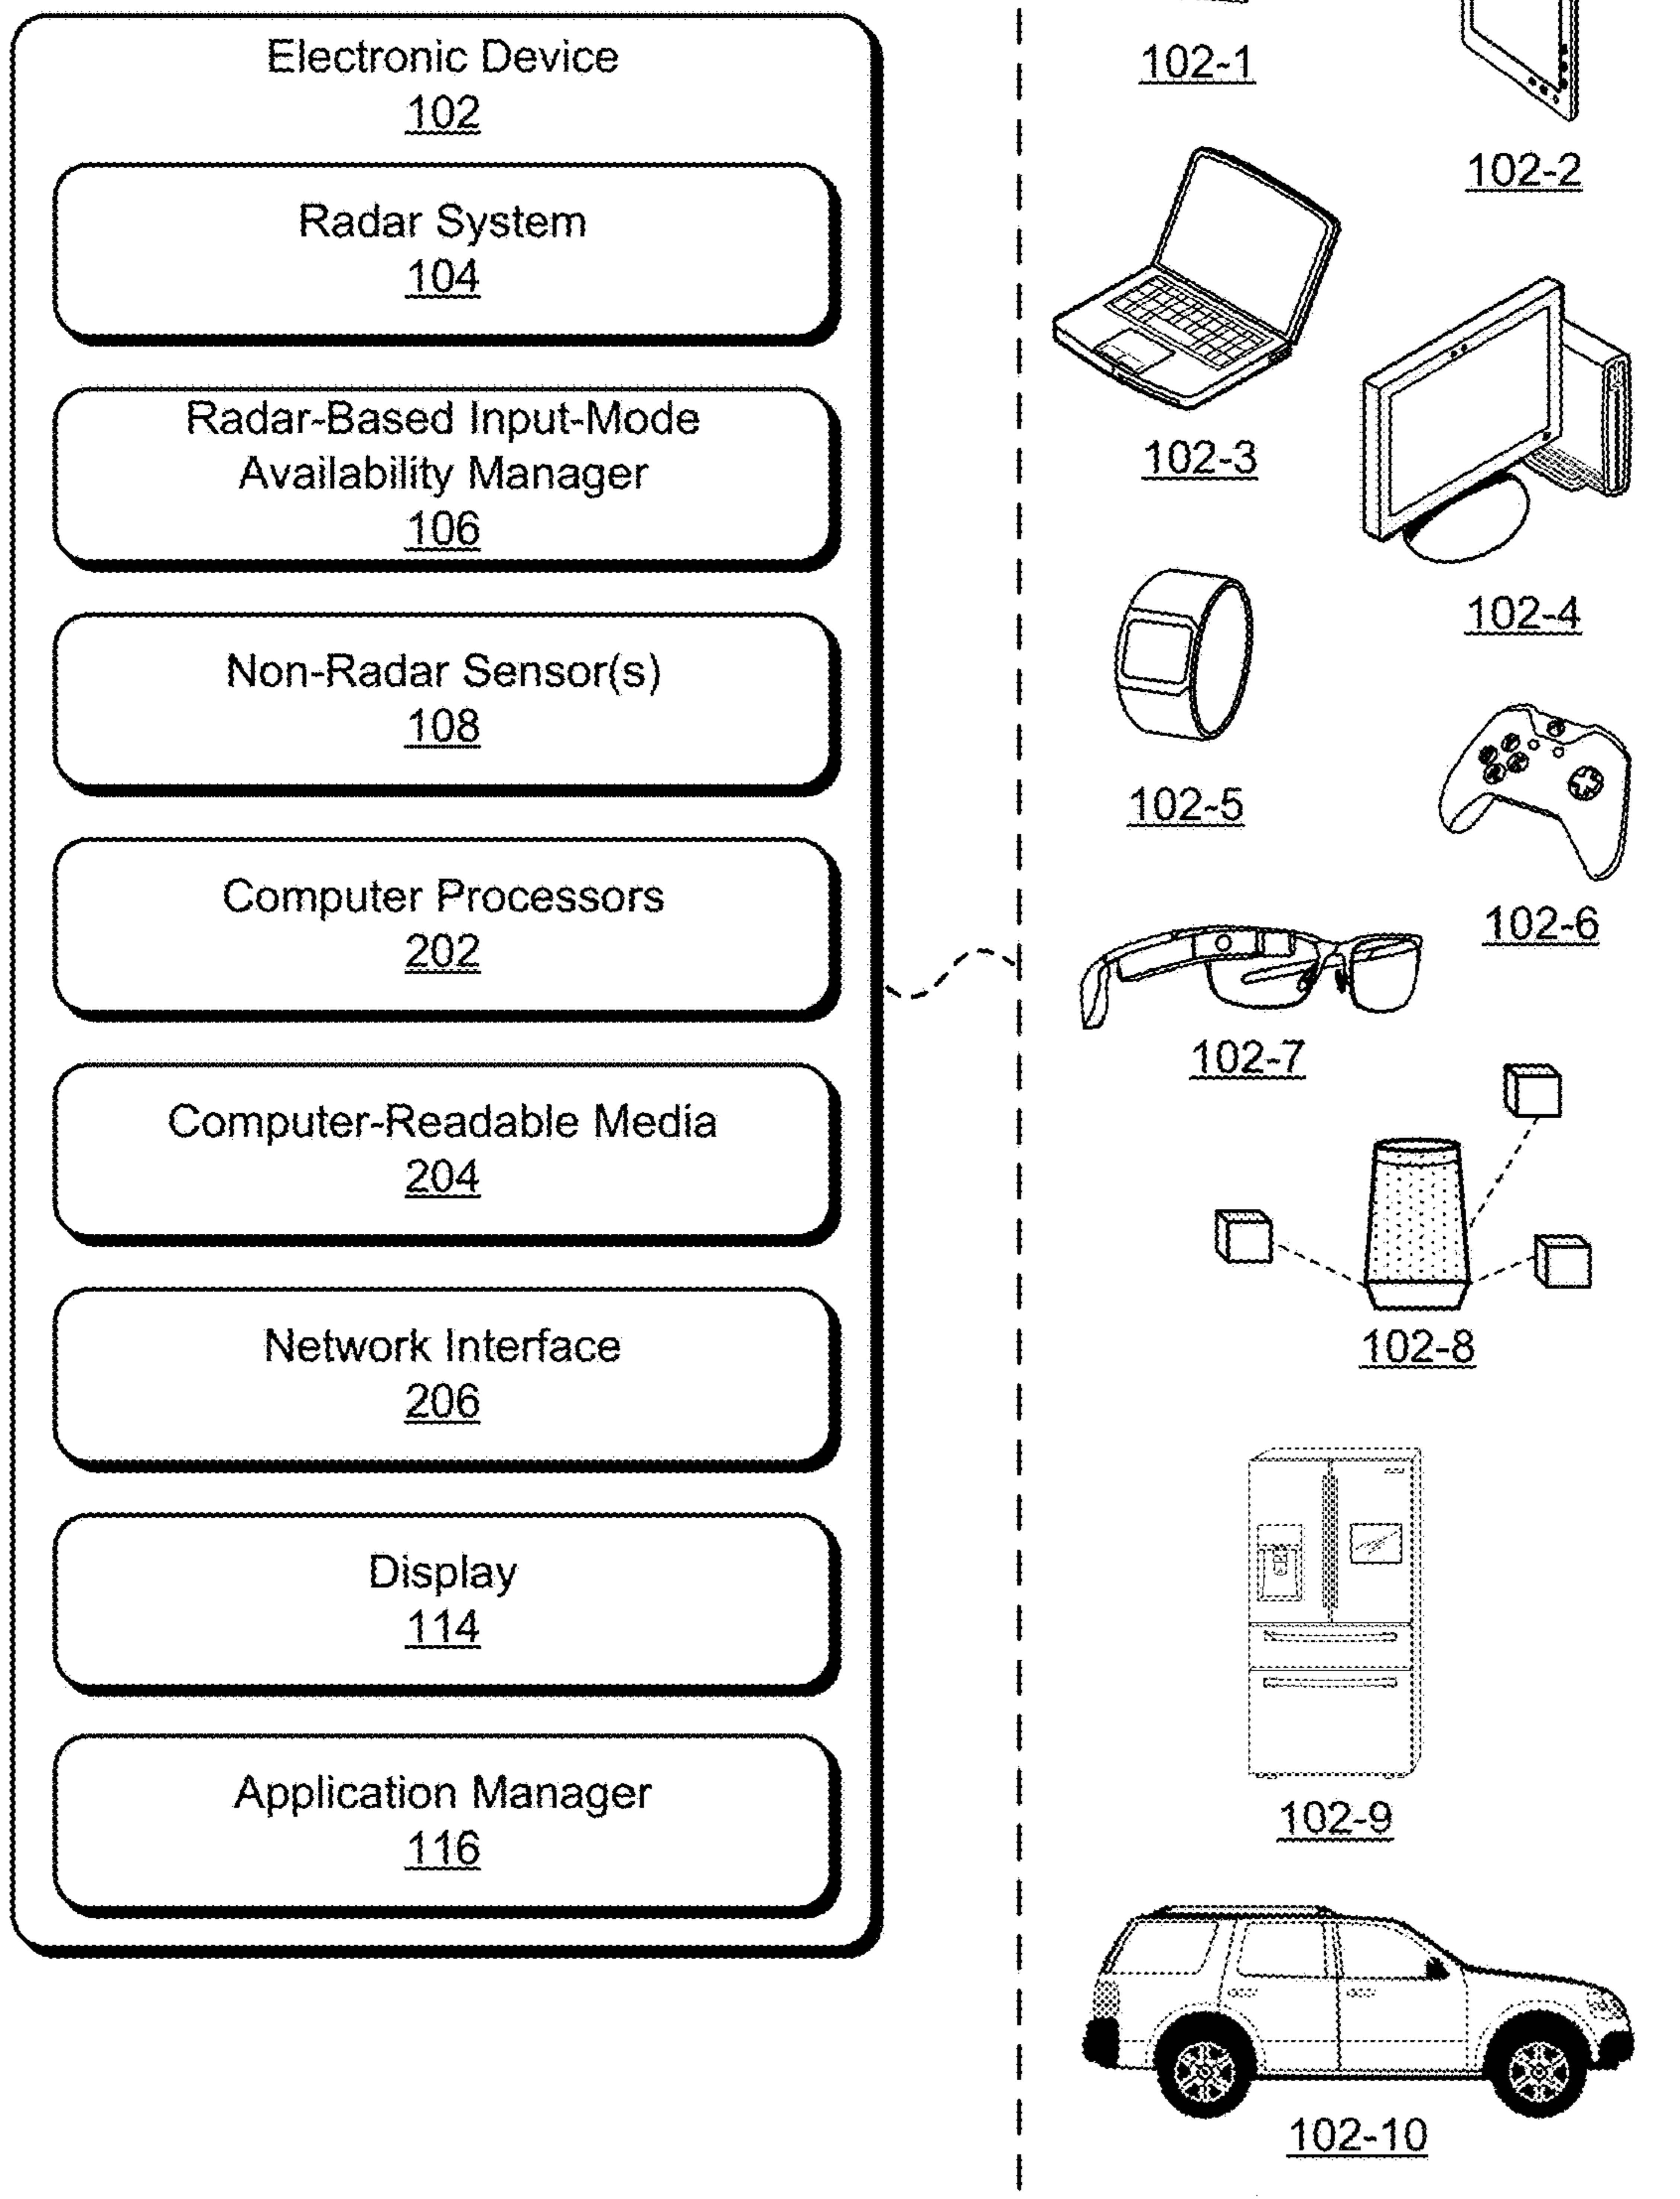 Electronic Device
102
Radar System
104
Radar-Based Input-Mode
Availability Manager
106
Non-Radar Sensor(s)
108
Computer Processors
202
Computer-Readable Media
204
Network Interface
206
Display
114
Application Manager
116
102-1
102-2
102-3
102-4
102-5
102-6
102-7
102-8
102-9
102-10